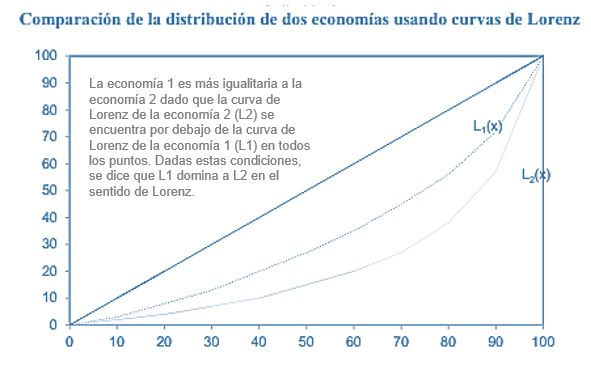 Comparación de la distribución de dos economías usando curvas de Lorenz
100
90
80
70
60
50
40
30
20
10
0
La economía 1 es más igualitaria a la
economía 2 dado que la curva de
Lorenz de la economía 2 (L2) se
encuentra por debajo de la curva de
Lorenz de la economía 1 (L1) en todos
los puntos. Dadas estas condiciones,
se dice que L1 domina a L2 en el
sentido de Lorenz.
L₁(x)
L₂(x)
0 10 20 30 40 50 60 70 80 90 100